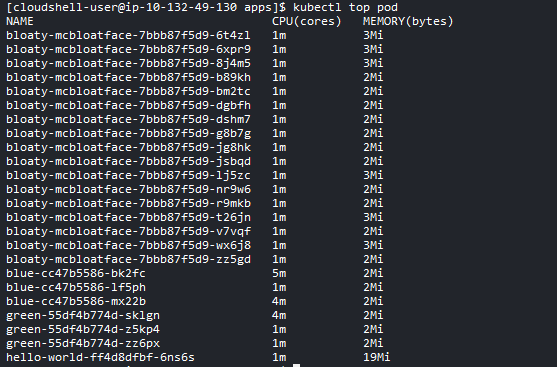 [cloudshell-user@ip-10-132-49-130 apps]$ kubectl top pod
NAME CPU(cores) MEMORY(bytes)
bloaty-mcbloatface-7bbb87f5d9-6t4zl 1m 3Mi
bloaty-mcbloatface-7bbb87f5d9-6xpr9 1m 3Mi
bloaty-mcbloatface-7bbb87f5d9-8j4m5 1m 3Mi
bloaty-mcbloatface-7bbb87f5d9-b89kh 1m 2Mi
bloaty-mcbloatface-7bbb87f5d9-bm2tc 1m 2Mi
bloaty-mcbloatface-7bbb87f5d9-dgbfh 1m 2Mi
bloaty-mcbloatface-7bbb87f5d9-dshm7 1m 2Mi
bloaty-mcbloatface-7bbb87f5d9-g8b7g 1m 2Mi
bloaty-mcbloatface-7bbb87f5d9-jg8hk 1m 2Mi
bloaty-mcbloatface-7bbb87f5d9-jsbqd 1m 2Mi
bloaty-mcbloatface-7bbb87f5d9-lj5zc 1m 3Mi
bloaty-mcbloatface-7bbb87f5d9-nr9w6 1m 2Mi
bloaty-mcbloatface-7bbb87f5d9-r9mkb 1m 2Mi
bloaty-mcbloatface-7bbb87f5d9-t26jn 1m 3Mi
bloaty-mcbloatface-7bbb87f5d9-v7vqf 1m 2Mi
bloaty-mcbloatface-7bbb87f5d9-wx6j8 1m 3Mi
bloaty-mcbloatface-7bbb87f5d9-zz5gd 1m 2Mi
blue-cc47b5586-bk2fc 5m 2Mi
blue-cc47b5586-lf5ph 1m 2Mi
blue-cc47b5586-mx22b 4m 2Mi
green-55df4b774d-sklgn 4m 2Mi
green-55df4b774d-z5kp4 1m 2Mi
green-55df4b774d-zz6px 1m 2Mi
hello-world-ff4d8dfbf-6ns6s 1m 19Mi